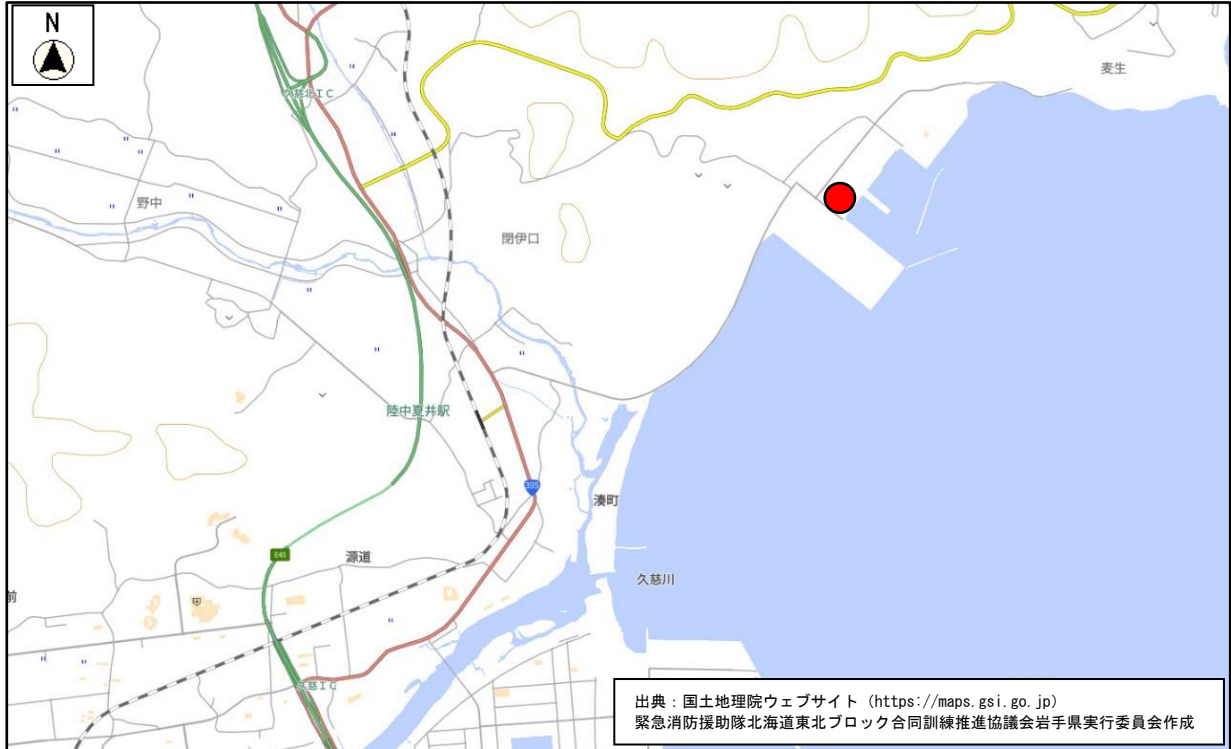 N
麦生
久慈北IC
野中
閉伊口
陸中夏井駅
395
湊町
E45
源道
久慈川
前
久慈IC
出典：国土地理院ウェブサイト（https://maps.gsi.go.jp）
緊急消防援助隊北海道東北ブロック合同訓練推進協議会岩手県実行委員会作成